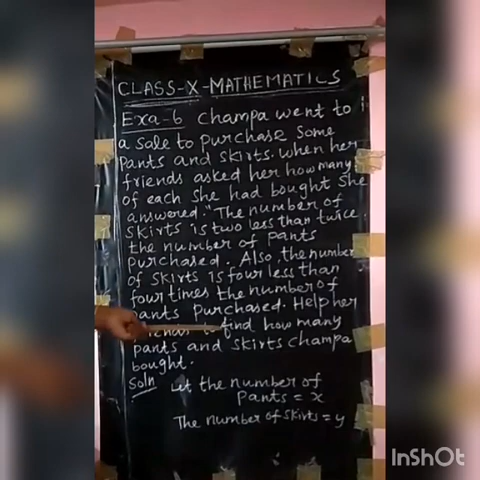 CLASS-X-MATHEMATICS
Exa-6 Champa went to
a sale to purchase some
pants and skirts. when her
friends asked her how many
of each she had bought she
answered. "The number of
skirts is two less than twice
the number of pants
purchased. Also, the number
of skirts is four less than
four times the number of
pants purchased. Help her
to find how many
pants and skirts champa
bought.
Soln Let the number of
pants = x
The number of skirts = y
InShOt